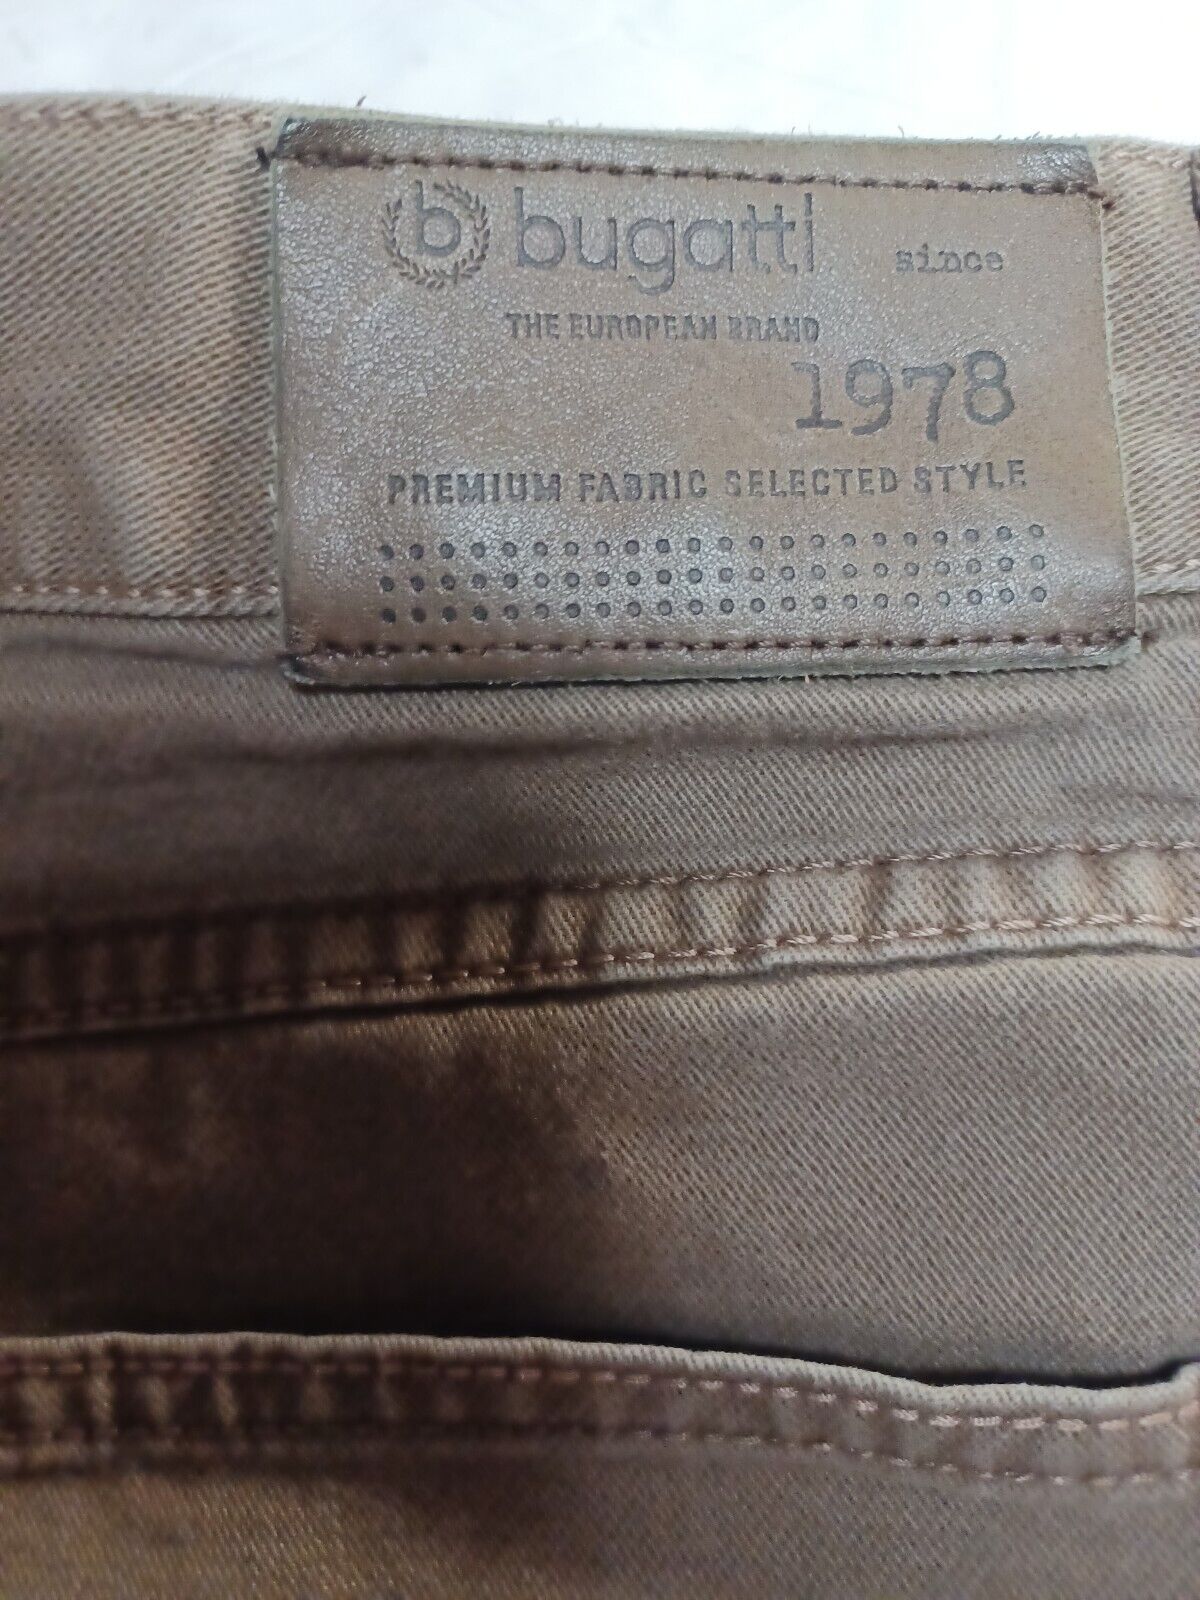 b bugatti since
THE EUROPEAN BRAND
1978
PREMIUM FABRIC SELECTED STYLE